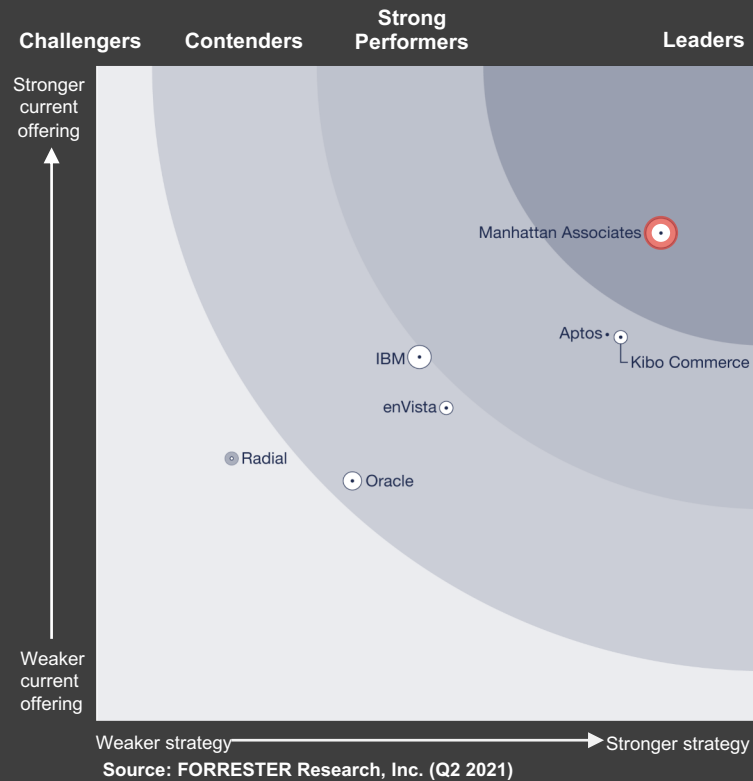 Challengers
Contenders
Strong
Performers
Leaders
Stronger
current
offering
Manhattan Associates
Aptos
Kibo Commerce
IBM
enVista
Radial
Oracle
Weaker
current
offering
Weaker strategy
Stronger strategy
Source: FORRESTER Research, Inc. (Q2 2021)